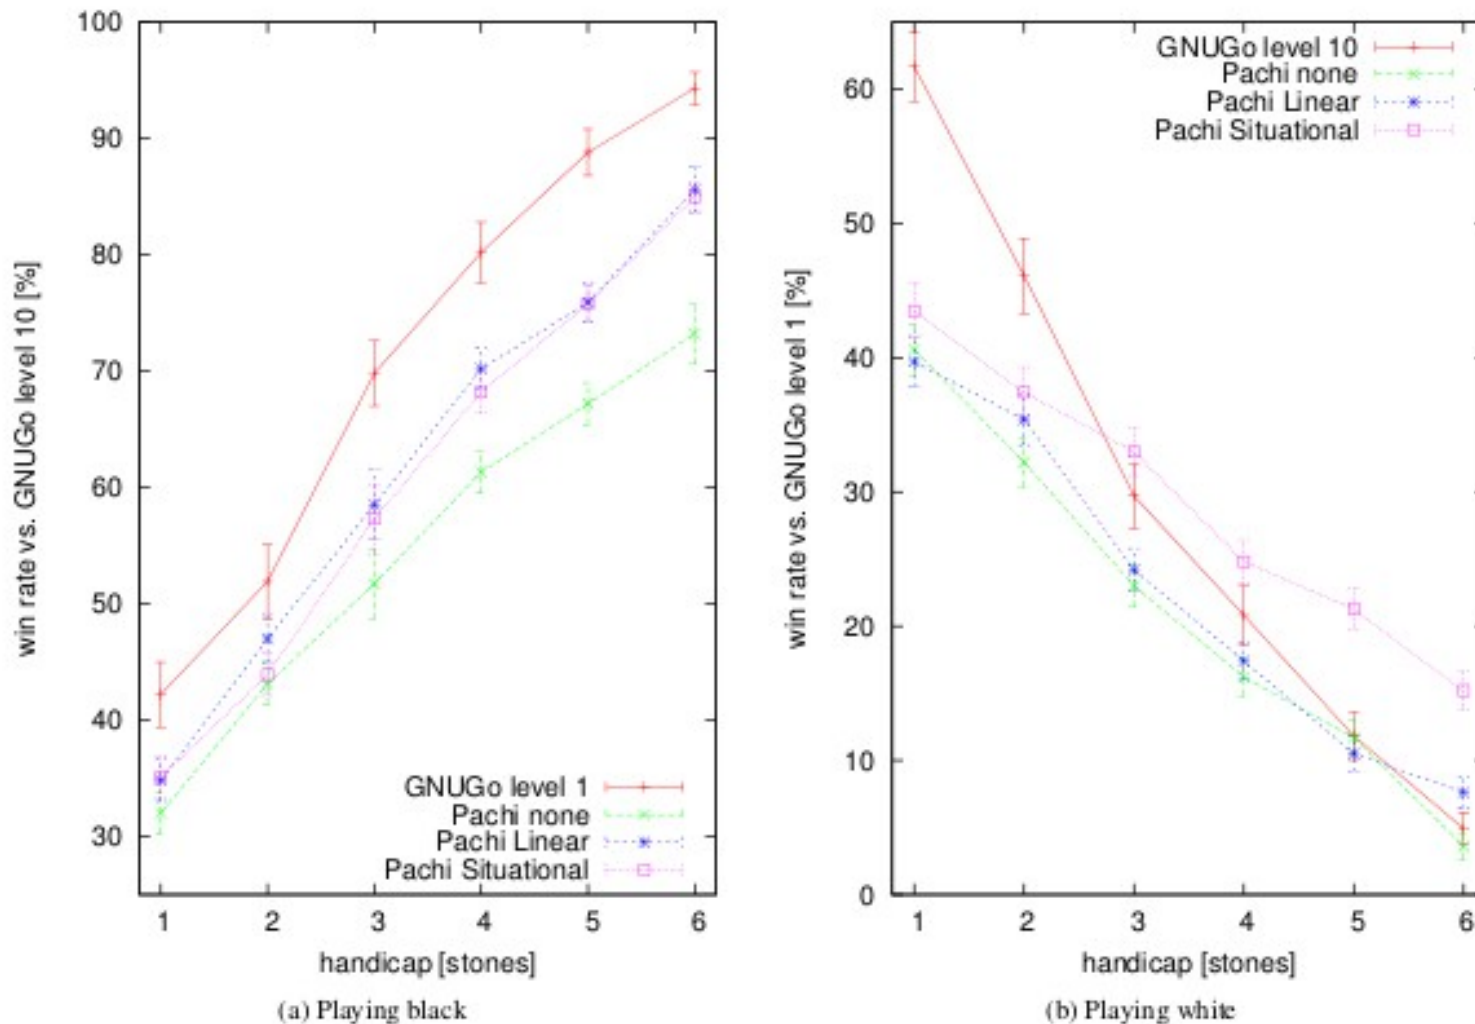 100
90
80
70
60
50
40
30
win rate vs. GNUGo level 10 [%]
GNUGo level 1
Pachi none
Pachi Linear
Pachi Situational
1 2 3 4 5 6
handicap [stones]
(a) Playing black
60
50
40
30
20
10
0
win rate vs. GNUGo level 1 [%]
GNUGo level 10
Pachi none
Pachi Linear
Pachi Situational
1 2 3 4 5 6
handicap [stones]
(b) Playing white